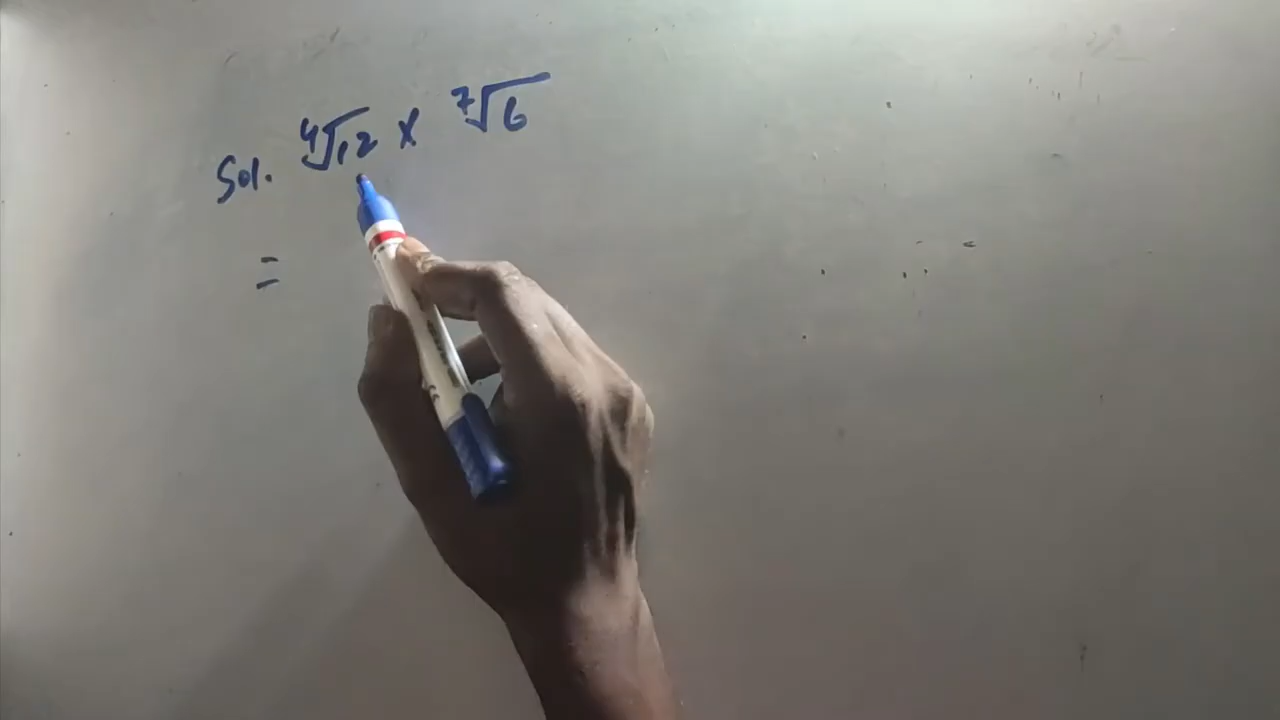 Sol. ⁴√12 × ⁷√6
=